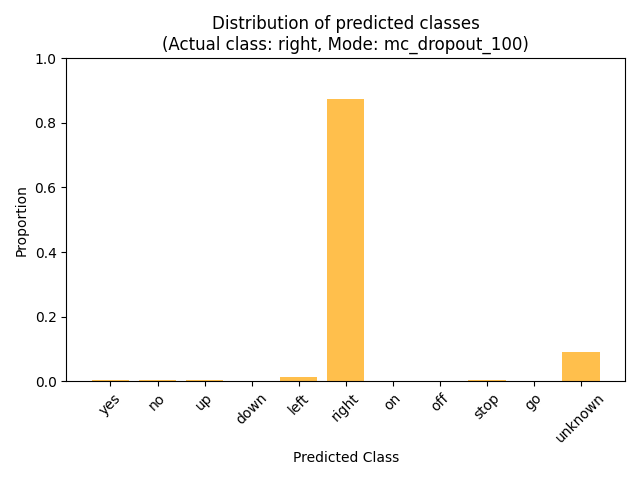 Distribution of predicted classes
(Actual class: right, Mode: mc_dropout_100)
1.0
0.8
0.6
0.4
0.2
0.0
Proportion
yes
no
up
down
left
right
on
off
stop
go
unknown
Predicted Class